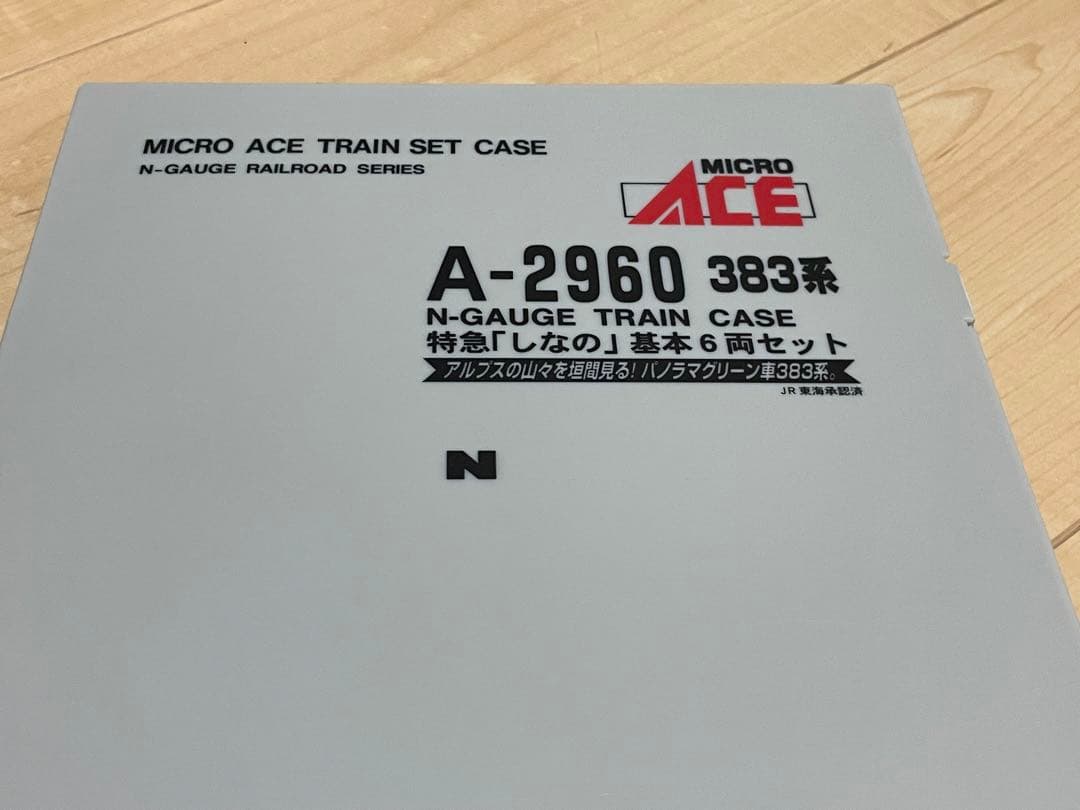 MICRO ACE TRAIN SET CASE
N-GAUGE RAILROAD SERIES
MICRO
ACE
A-2960 383系
N-GAUGE TRAIN CASE
特急「しなの」基本6両セット
アルプスの山々を垣間見る!パノラマグリーン車383系。
JR東海承認済
N